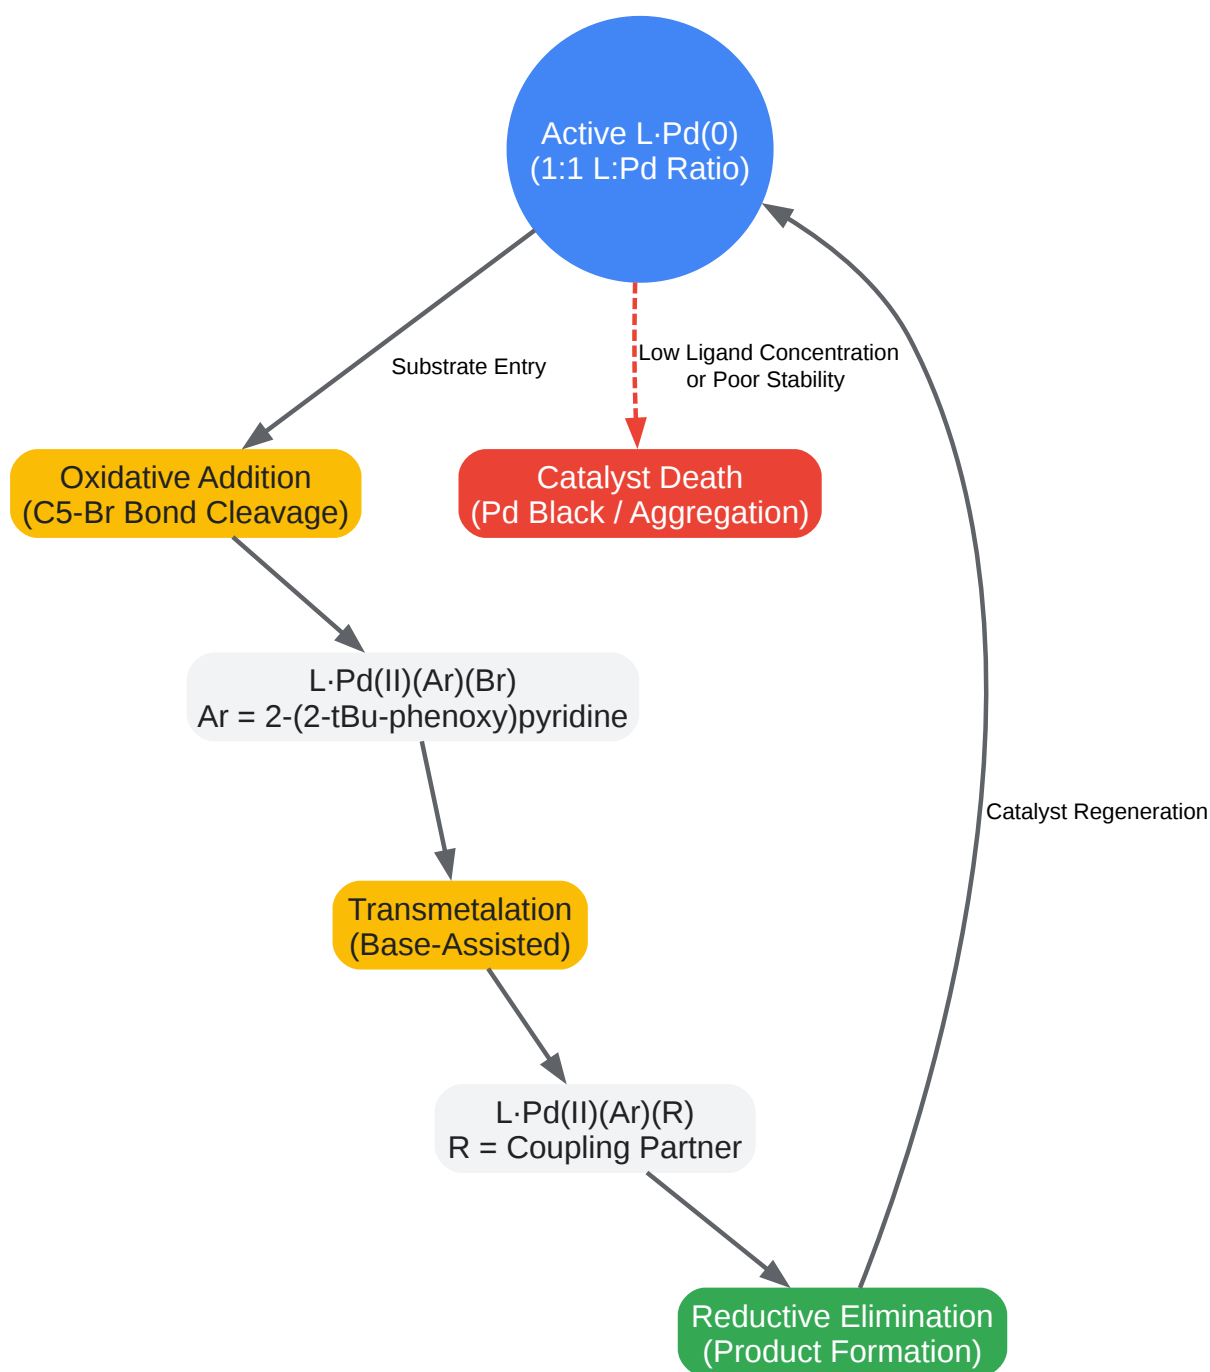 Active L·Pd(0)
(1:1 L:Pd Ratio)
Low Ligand Concentration
or Poor Stability
Substrate Entry
Oxidative Addition
(C5-Br Bond Cleavage)
Catalyst Death
(Pd Black / Aggregation)
L·Pd(II)(Ar)(Br)
Ar = 2-(2-tBu-phenoxy)pyridine
Catalyst Regeneration
Transmetalation
(Base-Assisted)
L·Pd(II)(Ar)(R)
R = Coupling Partner
Reductive Elimination
(Product Formation)